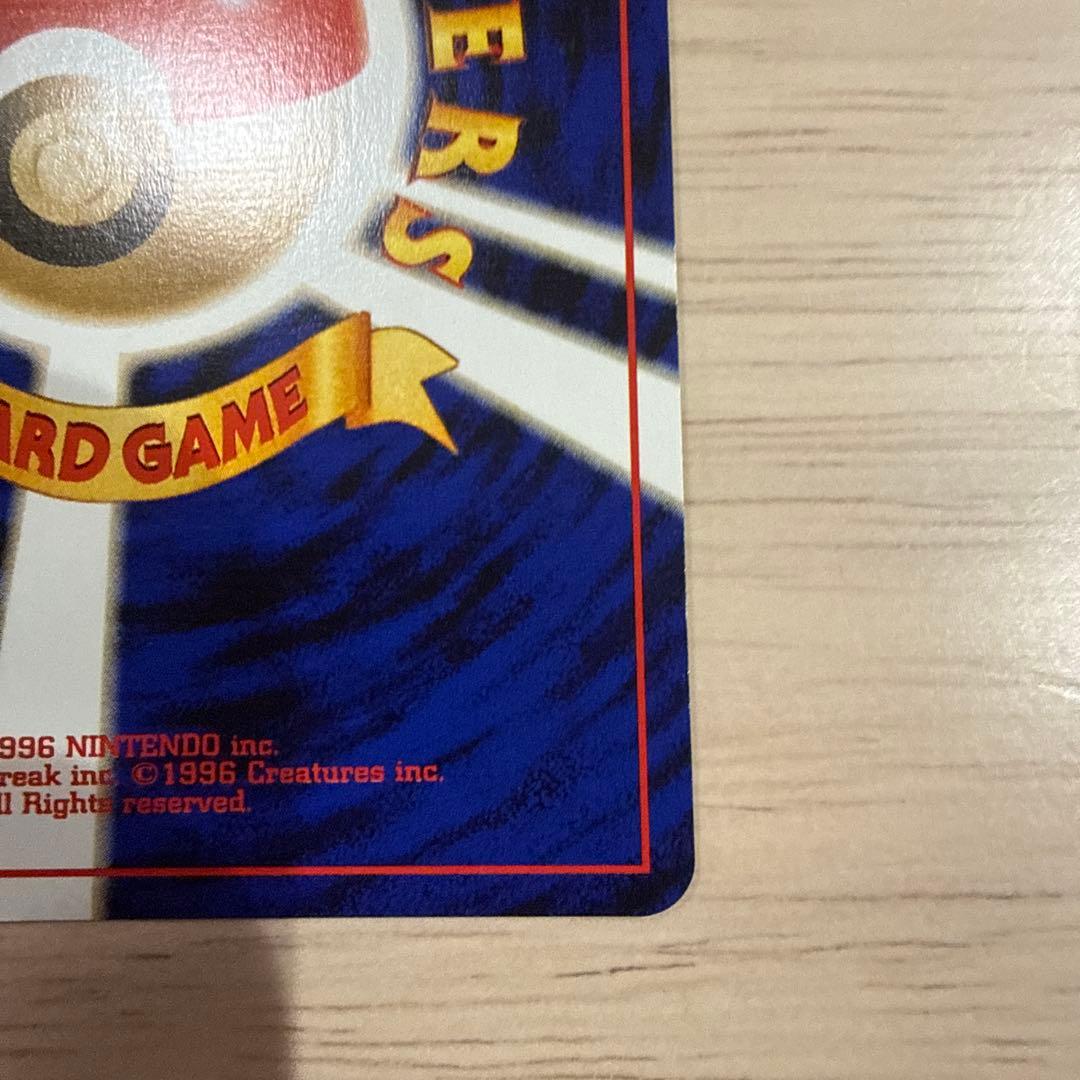 ERS
ARD GAME
996 NINTENDO inc.
reak inc. ©1996 Creatures inc.
ll Rights reserved.